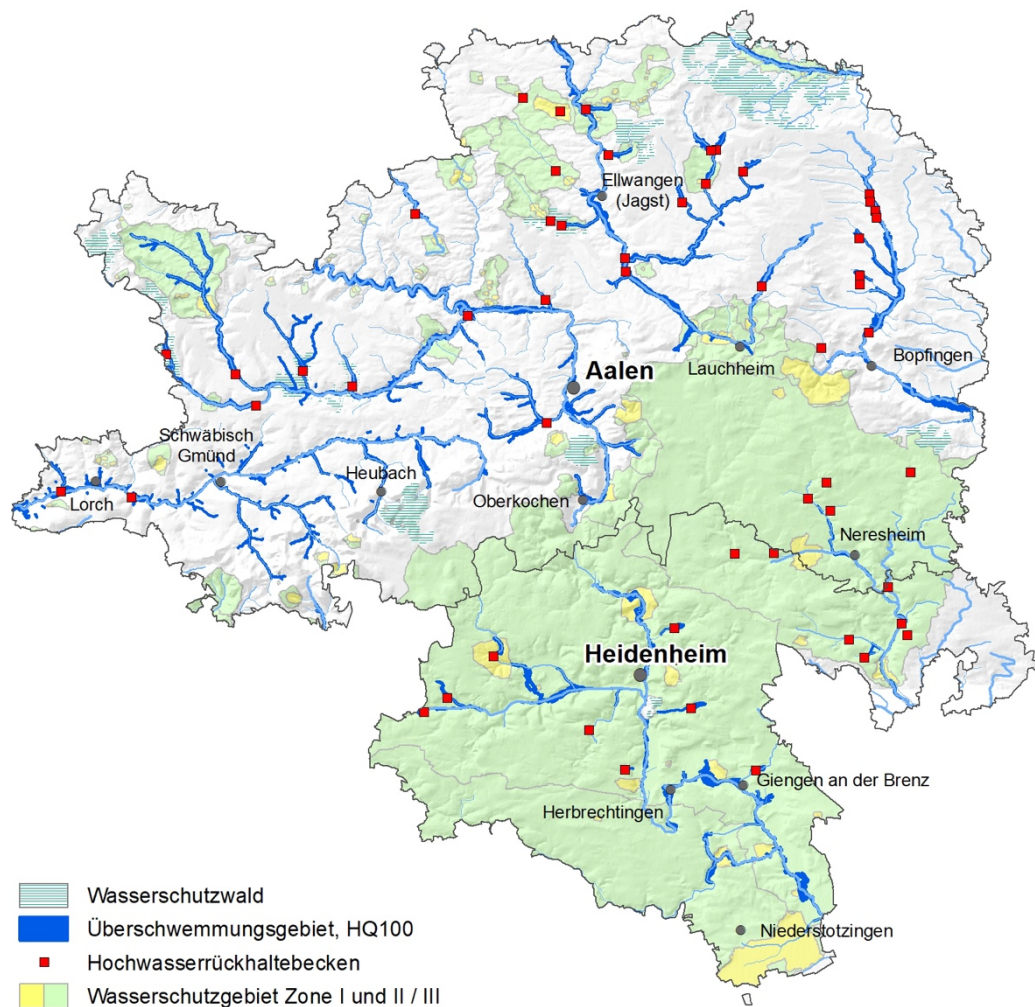 Ellwangen
(Jagst)
Aalen
Lauchheim
Bopfingen
Schwäbisch
Gmünd
Heubach
Lorch
Oberkochen
Neresheim
Heidenheim
Giengen an der Brenz
Herbrechtingen
Niederstotzingen
Wasserschutzwald
Überschwemmungsgebiet, HQ100
Hochwasserrückhaltebecken
Wasserschutzgebiet Zone I und II / III